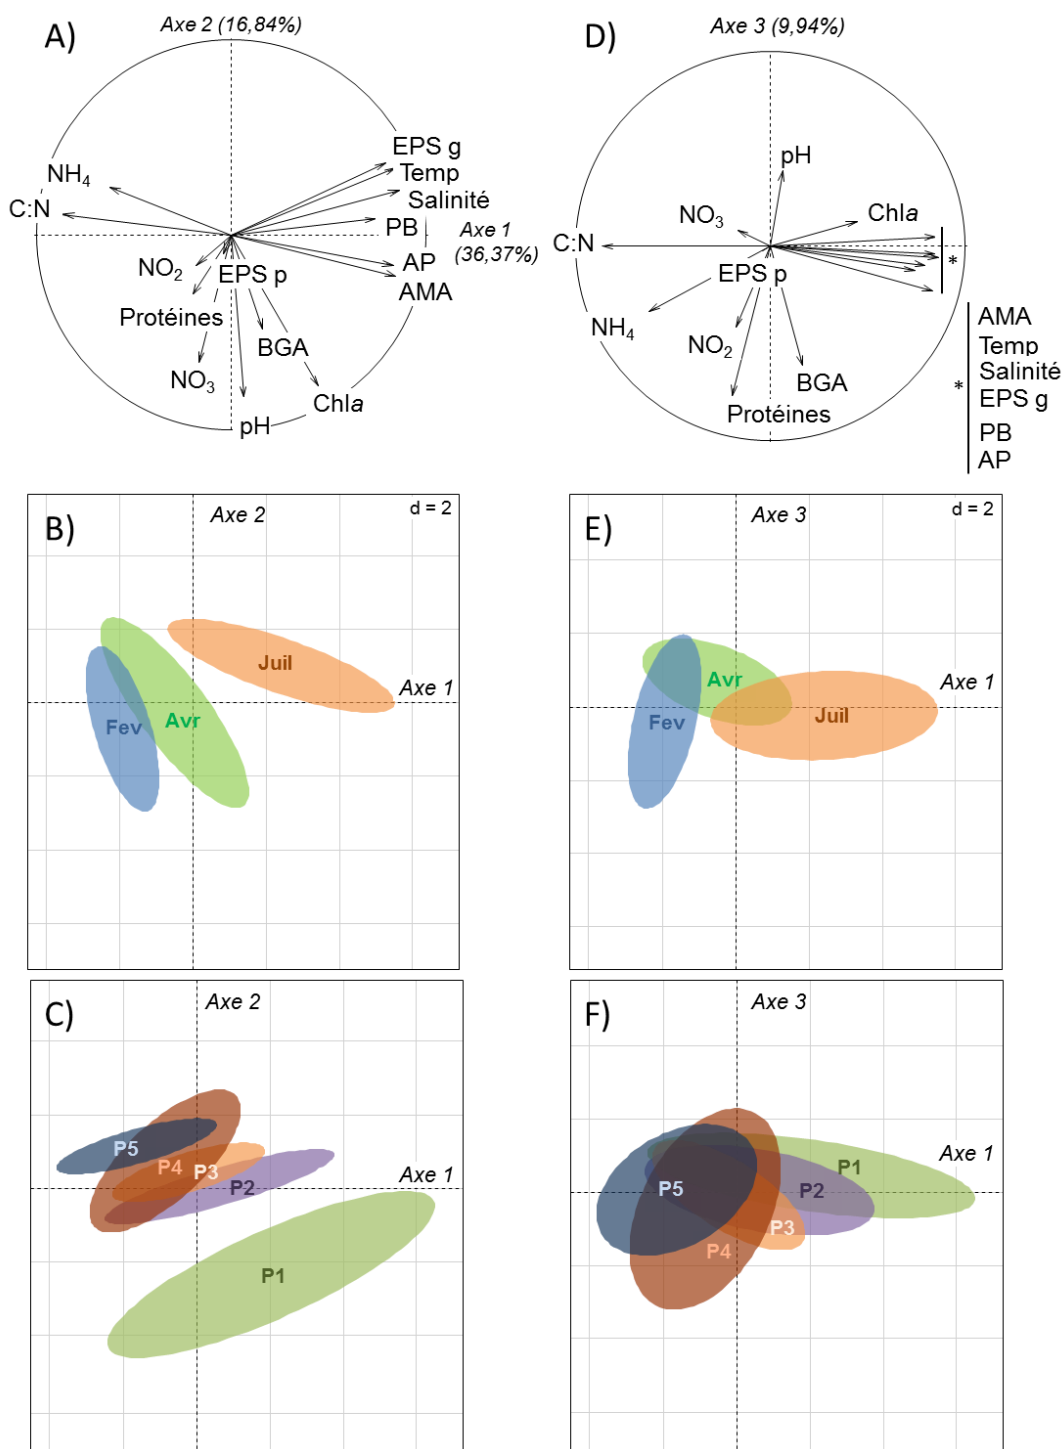 A)
Axe 2 (16,84%)
EPS g
Temp
Salinité
NH4
C:N
PB
Axe 1
(36,37%)
AP
AMA
NO2
EPS p
Protéines
BGA
NO3
Chla
pH
D)
Axe 3 (9,94%)
pH
NO3
Chla
C:N
*
EPS p
NH4
NO2
BGA
Protéines
*
AMA
Temp
Salinité
EPS g
PB
AP
B)
Axe 2
d = 2
Juil
Axe 1
Fev
Avr
E)
Axe 3
d = 2
Avr
Axe 1
Fev
Juil
C)
Axe 2
P5
P4
P3
Axe 1
P2
P1
F)
Axe 3
Axe 1
P1
P5
P2
P3
P4